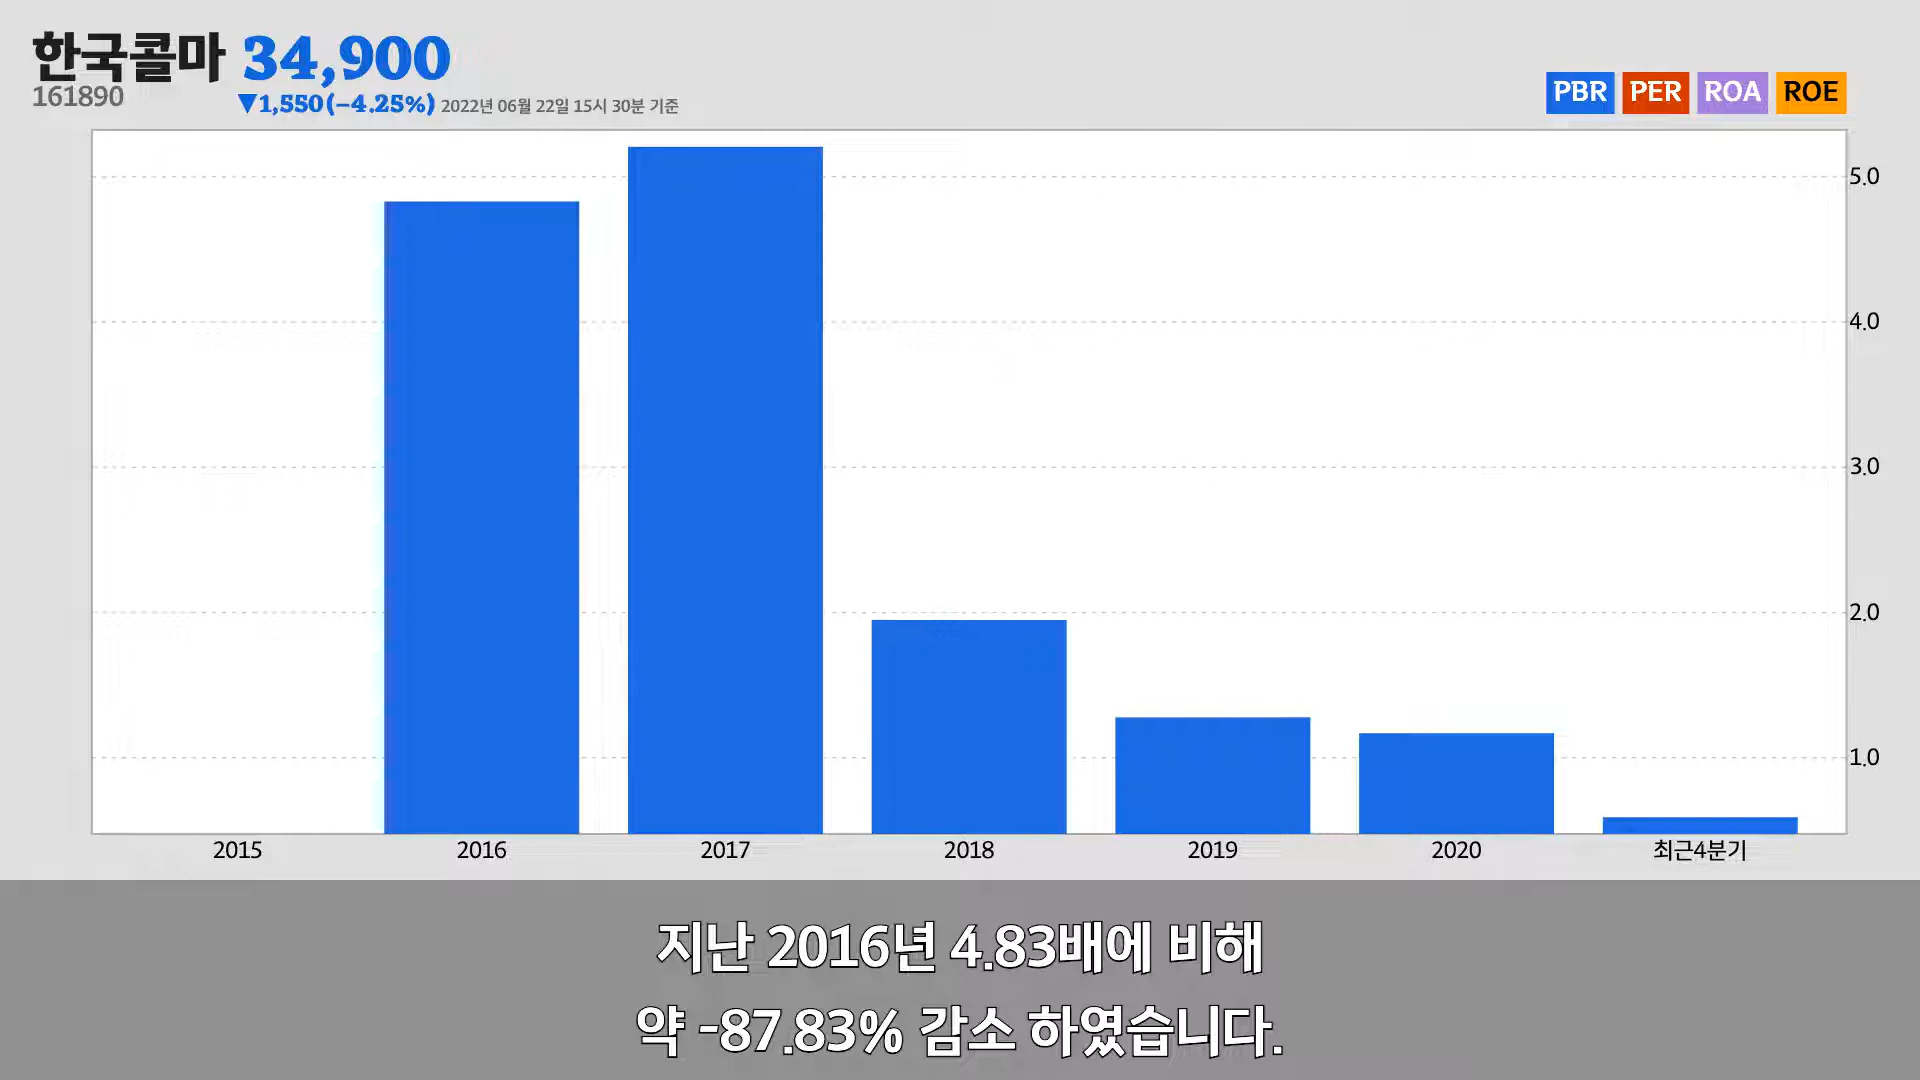 한국콜마 34,900
161890
▼1,550(-4.25%) 2022년 06월 22일 15시 30분 기준
PBR PER ROA ROE
5.0
4.0
3.0
2.0
1.0
2015 2016 2017 2018 2019 2020 최근4분기
지난 2016년 4.83배에 비해
약 -87.83% 감소 하였습니다.